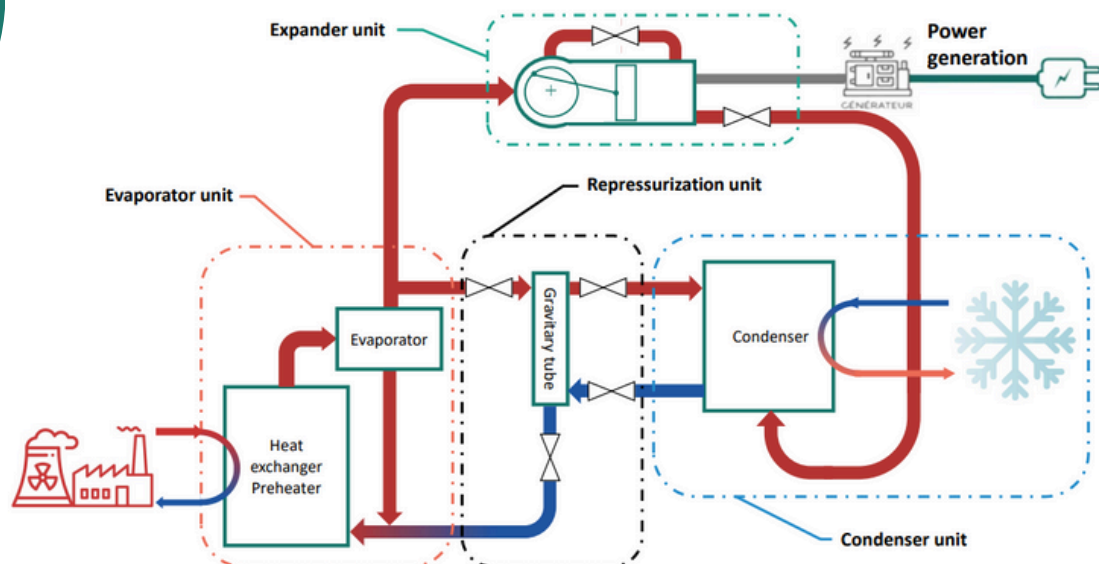 Expander unit
Power
generation
GÉNÉRATEUR
Evaporator unit
Repressurization unit
Gravitary tube
Evaporator
Condenser
Heat
exchanger
Preheater
Condenser unit